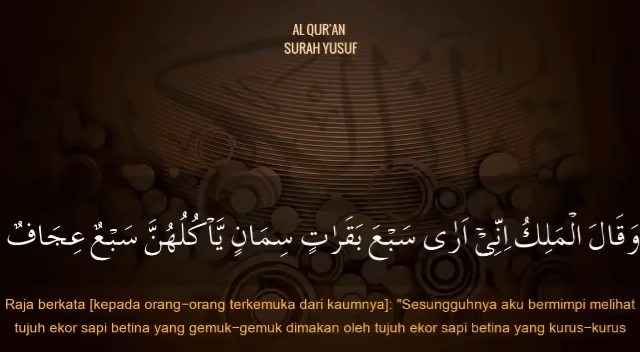 AL QUR'AN
SURAH YUSUF
وَقَالَ الْمَلِكُ اِنِّيْٓ اَرٰى سَبْعَ بَقَرٰتٍ سِمَانٍ يَّأْكُلُهُنَّ سَبْعٌ عِجَافٌ
Raja berkata [kepada orang-orang terkemuka dari kaumnya]: "Sesungguhnya aku bermimpi melihat
tujuh ekor sapi betina yang gemuk-gemuk dimakan oleh tujuh ekor sapi betina yang kurus-kurus